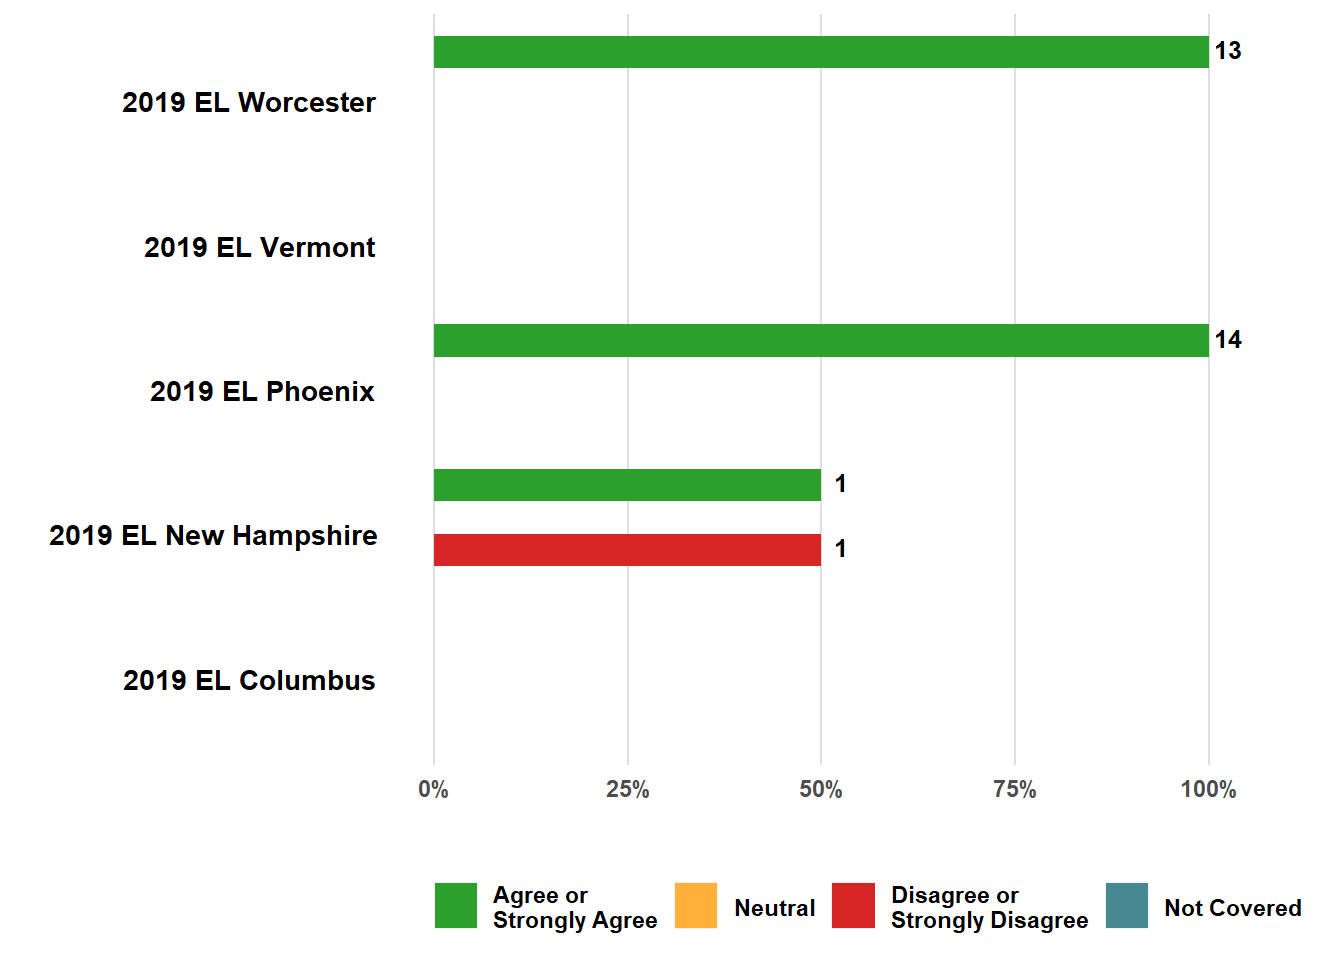 13
2019 EL Worcester
2019 EL Vermont
14
2019 EL Phoenix
1
2019 EL New Hampshire
1
2019 EL Columbus
0% 25% 50% 75% 100%
Agree or
Strongly Agree
Neutral
Disagree or
Strongly Disagree
Not Covered